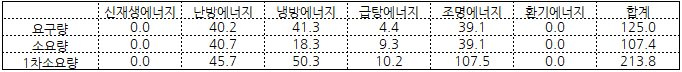 신재생에너지 난방에너지 냉방에너지 급탕에너지 조명에너지 환기에너지 합계
요구량 0.0 40.2 41.3 4.4 39.1 0.0 125.0
소요량 0.0 40.7 18.3 9.3 39.1 0.0 107.4
1차소요량 0.0 45.7 50.3 10.2 107.5 0.0 213.8